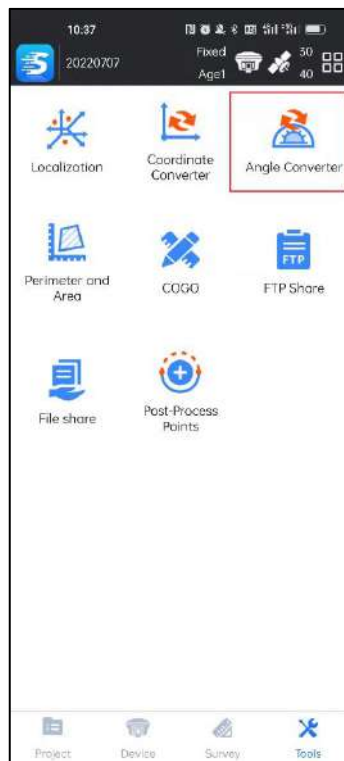 10:37
20220707
Fixed
Age1
30
40
Localization
Coordinate
Converter
Angle Converter
Perimeter and
Area
COGO
FTP
FTP Share
File share
Post-Process
Points
Project
Device
Survey
Tools